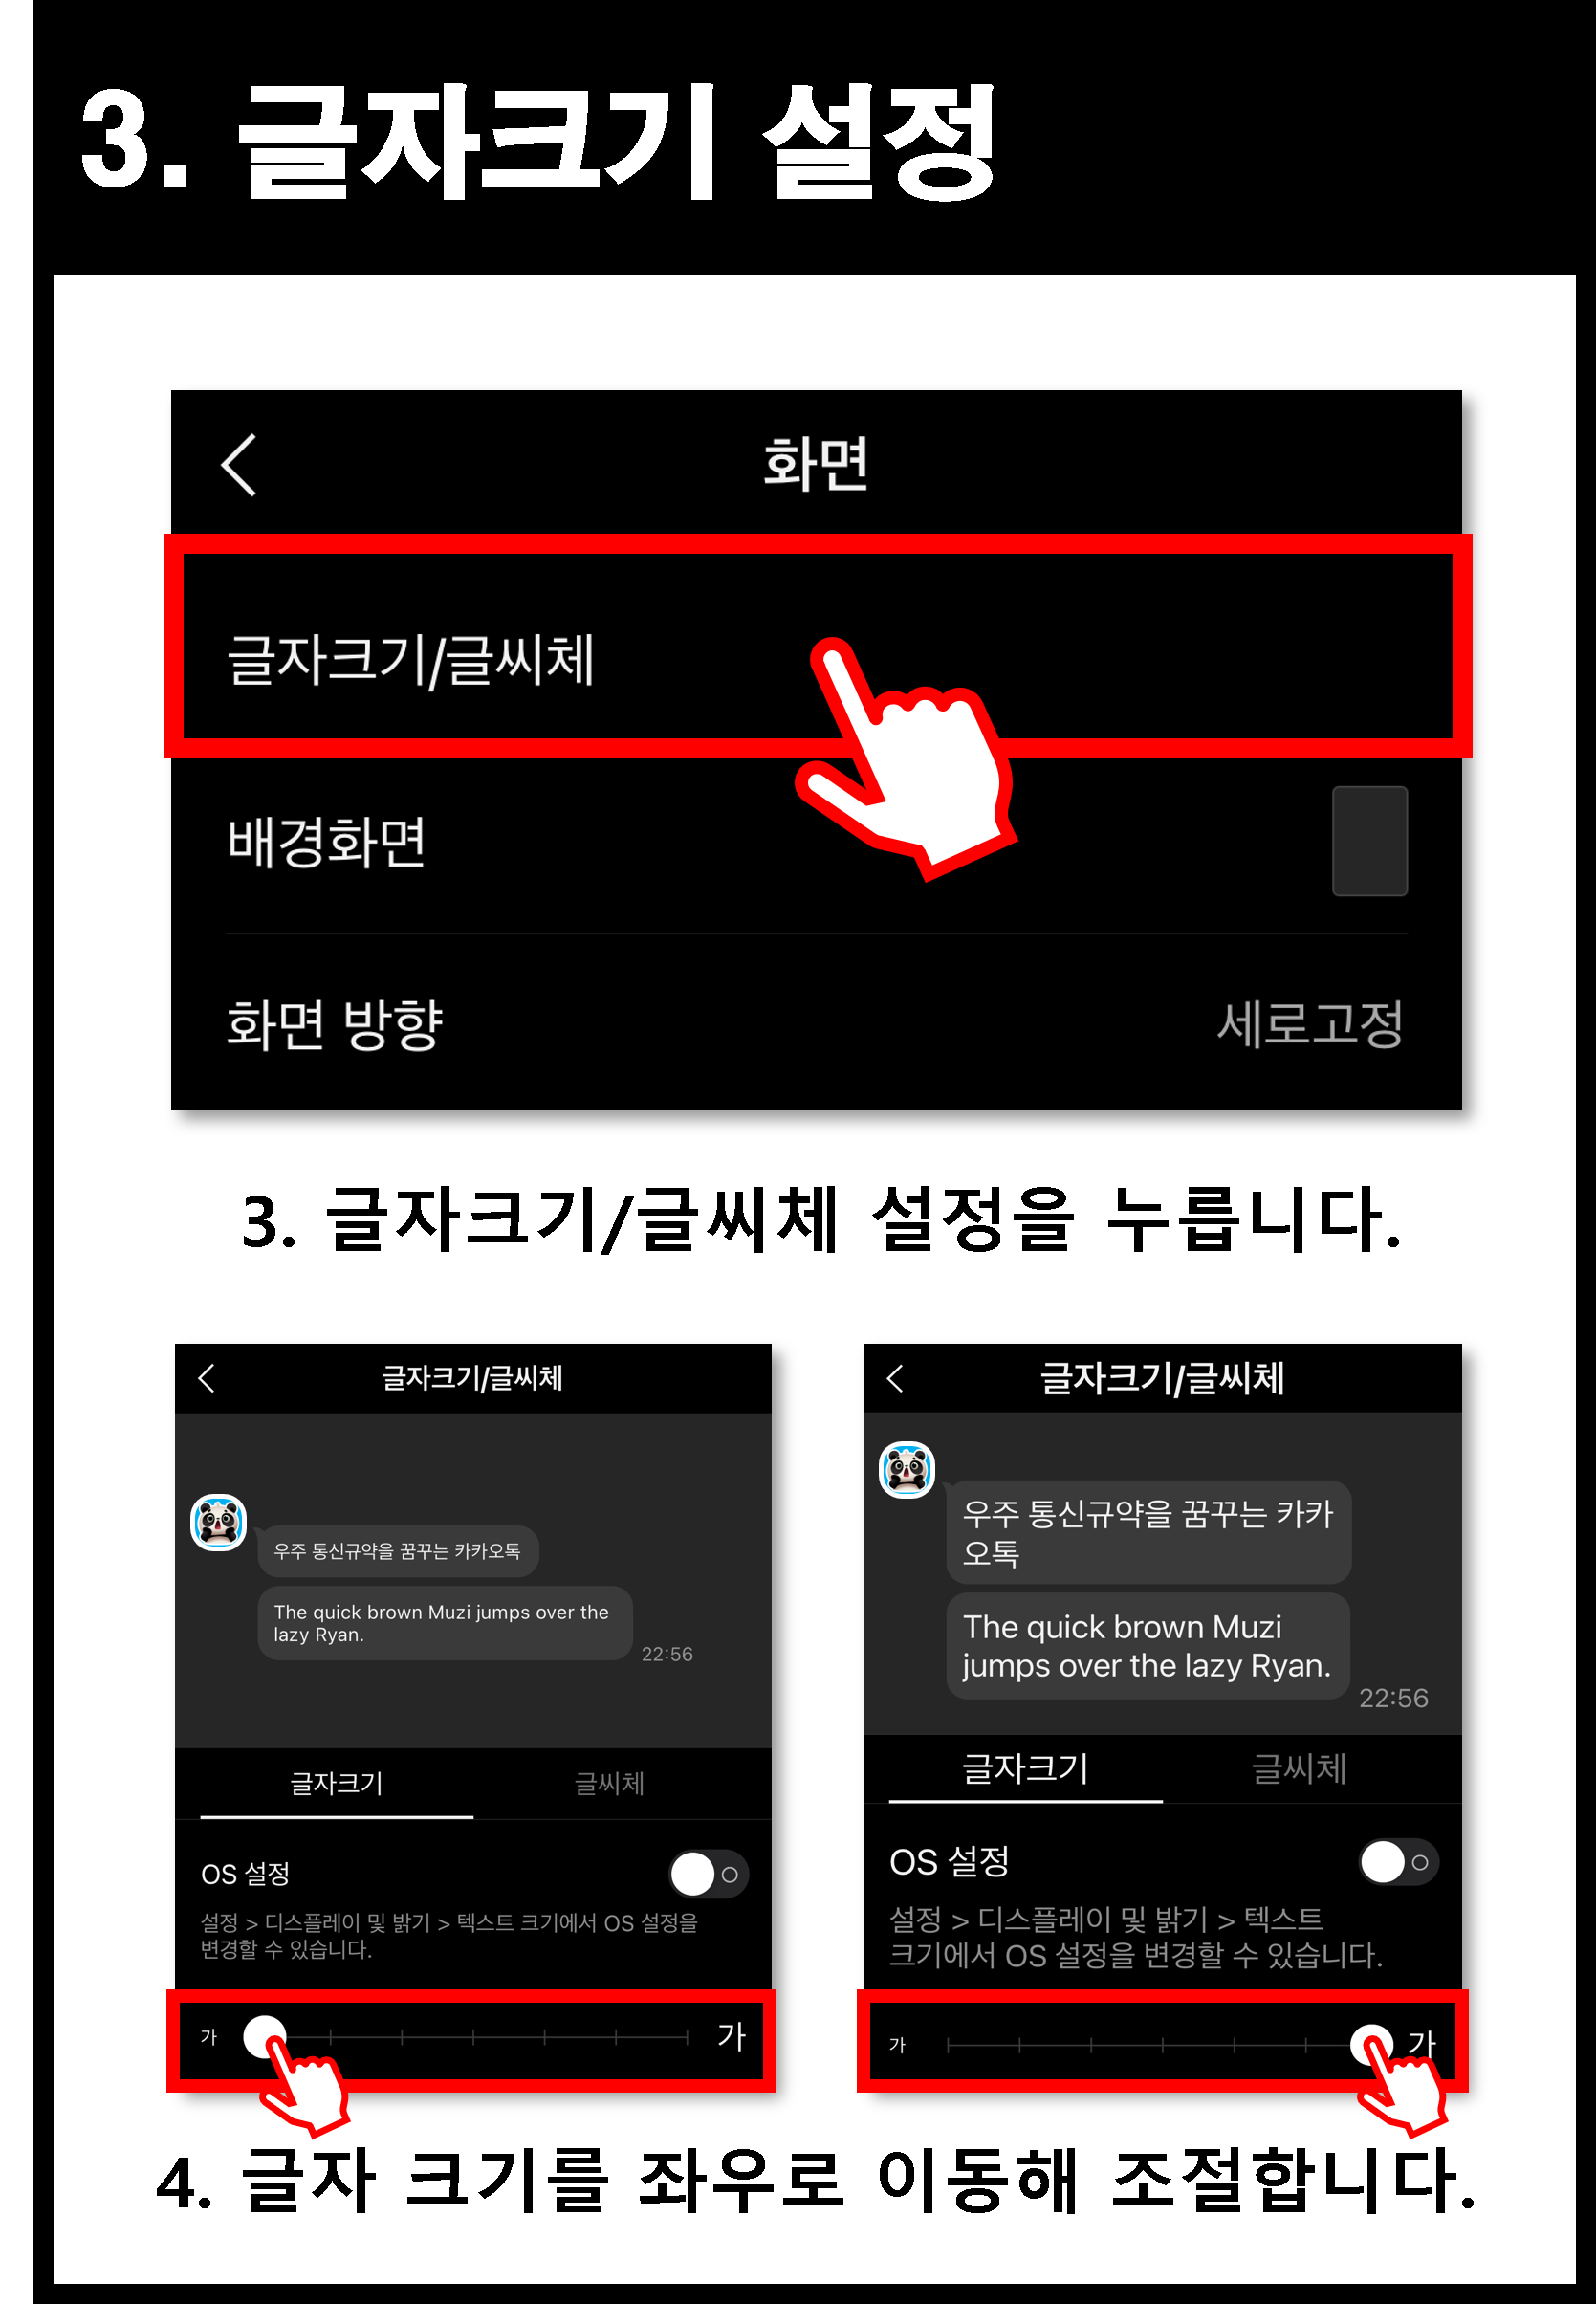 3. 글자크기 설정
화면
글자크기/글씨체
배경화면
화면 방향 세로고정
3. 글자크기/글씨체 설정을 누릅니다.
글자크기/글씨체
우주 통신규약을 꿈꾸는 카카오톡
The quick brown Muzi jumps over the
lazy Ryan.
22:56
글자크기 글씨체
OS 설정
설정 > 디스플레이 및 밝기 > 텍스트 크기에서 OS 설정을
변경할 수 있습니다.
가 가
글자크기/글씨체
우주 통신규약을 꿈꾸는 카카
오톡
The quick brown Muzi
jumps over the lazy Ryan.
22:56
글자크기 글씨체
OS 설정
설정 > 디스플레이 및 밝기 > 텍스트
크기에서 OS 설정을 변경할 수 있습니다.
가 가
4. 글자 크기를 좌우로 이동해 조절합니다.